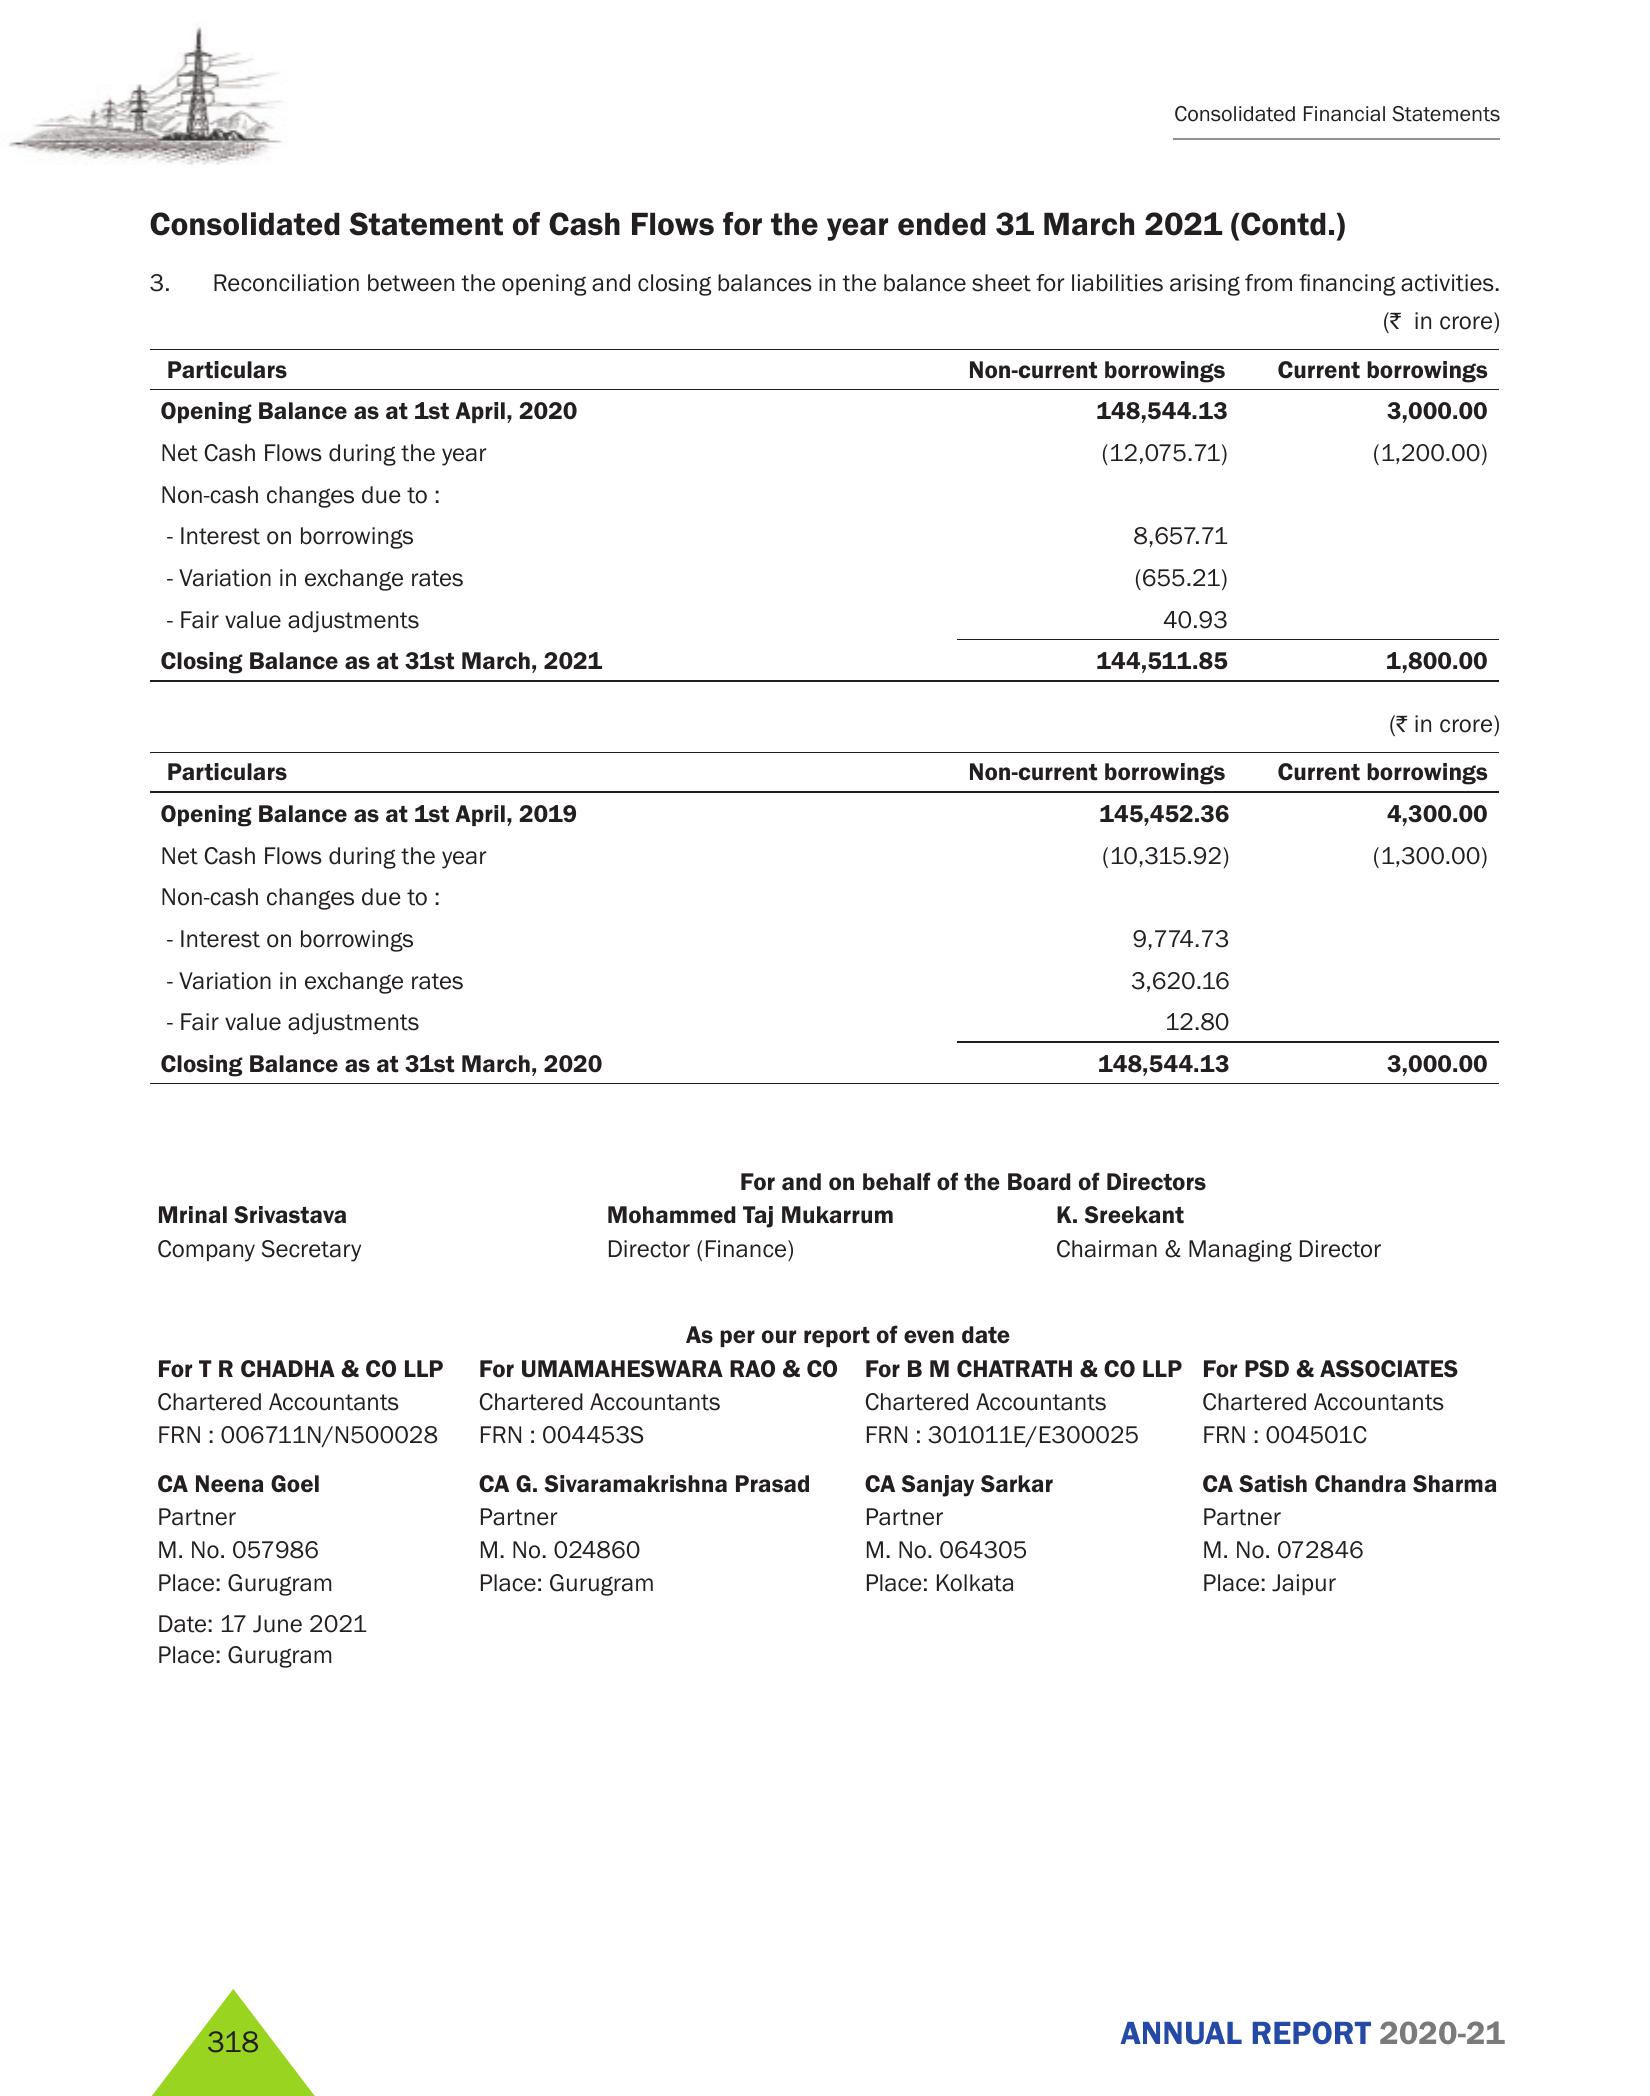 Consolidated Financial Statements
Consolidated Statement of Cash Flows for the year ended 31 March 2021 (Contd.)
3. Reconciliation between the opening and closing balances in the balance sheet for liabilities arising from financing activities.
(₹ in crore)
Particulars Non-current borrowings Current borrowings
Opening Balance as at 1st April, 2020 148,544.13 3,000.00
Net Cash Flows during the year (12,075.71) (1,200.00)
Non-cash changes due to :
- Interest on borrowings 8,657.71
- Variation in exchange rates (655.21)
- Fair value adjustments 40.93
Closing Balance as at 31st March, 2021 144,511.85 1,800.00
(₹ in crore)
Particulars Non-current borrowings Current borrowings
Opening Balance as at 1st April, 2019 145,452.36 4,300.00
Net Cash Flows during the year (10,315.92) (1,300.00)
Non-cash changes due to :
- Interest on borrowings 9,774.73
- Variation in exchange rates 3,620.16
- Fair value adjustments 12.80
Closing Balance as at 31st March, 2020 148,544.13 3,000.00
For and on behalf of the Board of Directors
Mrinal Srivastava Mohammed Taj Mukarrum K. Sreekant
Company Secretary Director (Finance) Chairman & Managing Director
As per our report of even date
For T R CHADHA & CO LLP For UMAMAHESWARA RAO & CO For B M CHATRATH & CO LLP For PSD & ASSOCIATES
Chartered Accountants Chartered Accountants Chartered Accountants Chartered Accountants
FRN : 006711N/N500028 FRN : 004453S FRN : 301011E/E300025 FRN : 004501C
CA Neena Goel CA G. Sivaramakrishna Prasad CA Sanjay Sarkar CA Satish Chandra Sharma
Partner Partner Partner Partner
M. No. 057986 M. No. 024860 M. No. 064305 M. No. 072846
Place: Gurugram Place: Gurugram Place: Kolkata Place: Jaipur
Date: 17 June 2021
Place: Gurugram
318
ANNUAL REPORT 2020-21